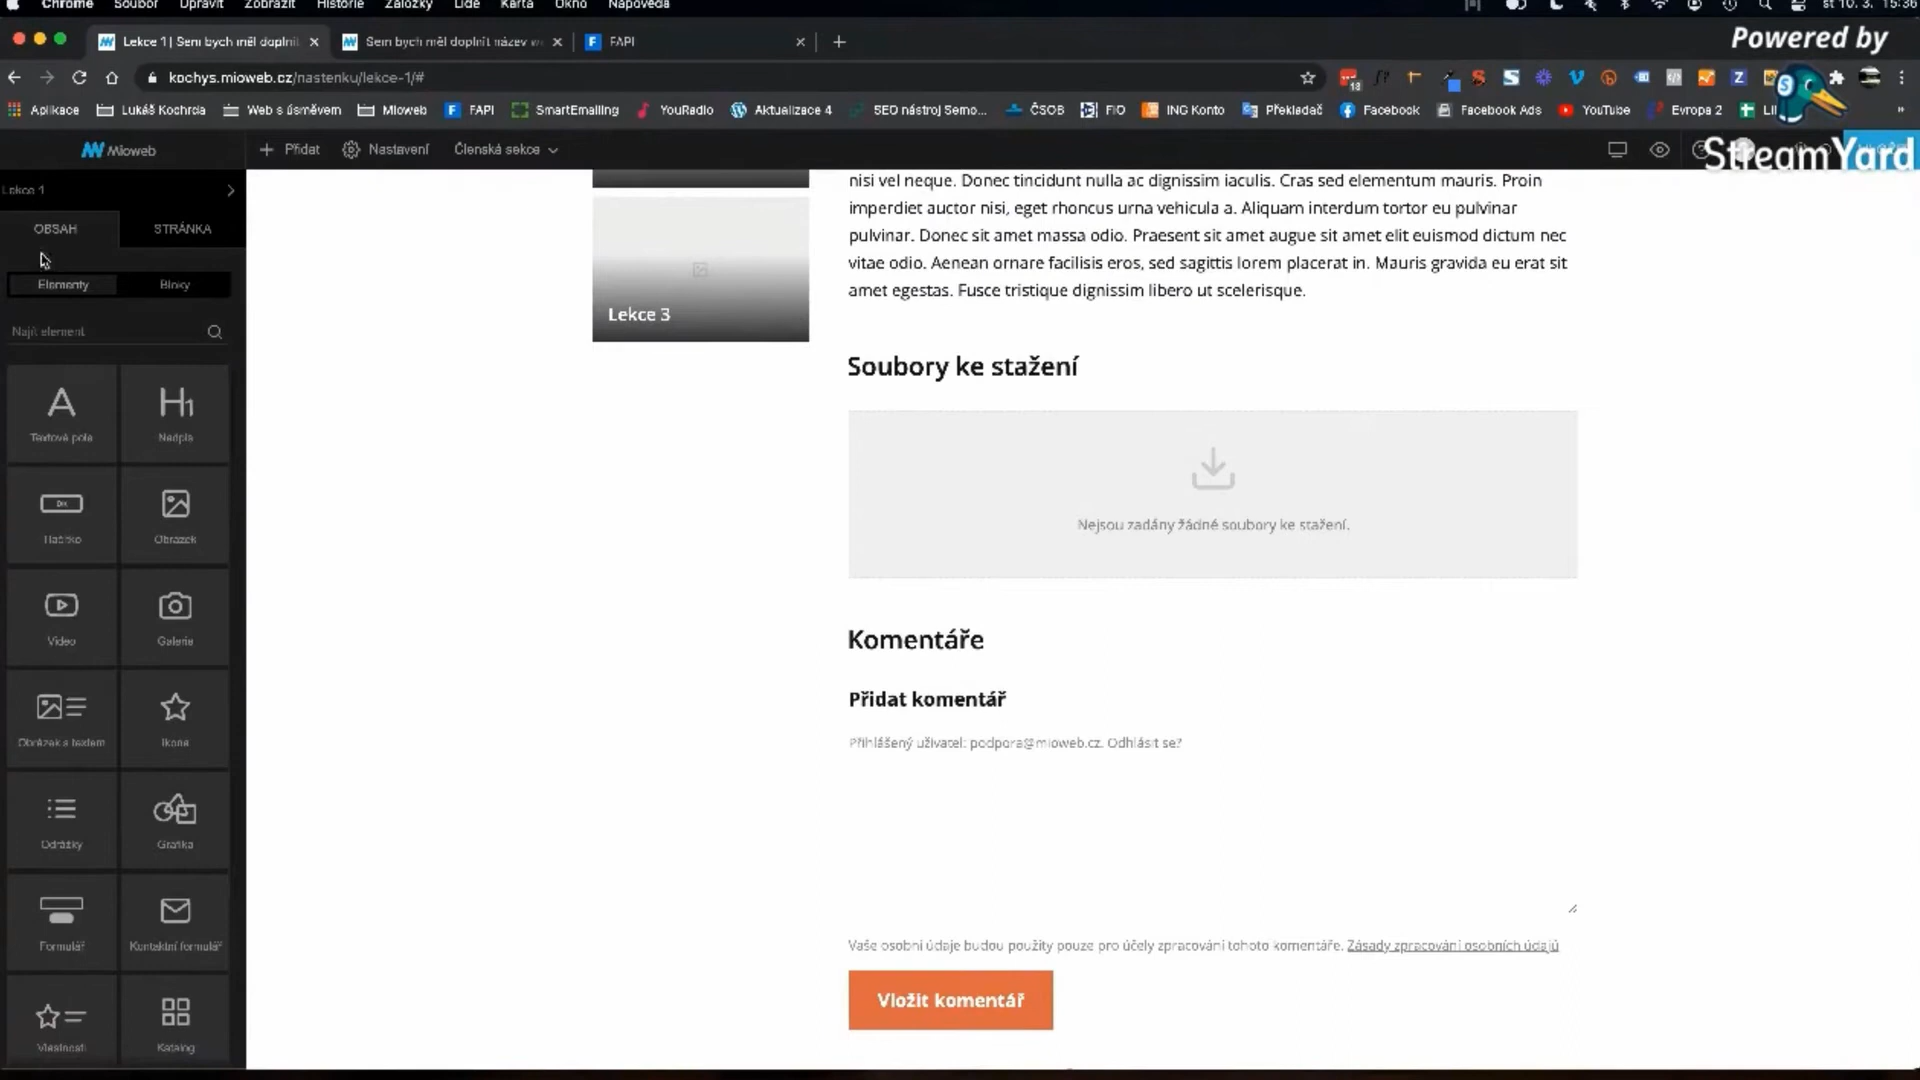 Chrome Soubor Upravit Zobrazit Historie Záložky Lidé Karta Okno Nápověda
st 10. 3. 15:36
Lekce 1 | Sem bych měl doplnit
Sem bych měl doplnit název w
FAPI
Powered by
kochys.mioweb.cz/nastenku/lekce-1/#
18
Aplikace Lukáš Kochrda Web s úsměvem Mioweb FAPI SmartEmailing YouRadio Aktualizace 4 SEO nástroj Semo... ČSOB FIO ING Konto Překladač Facebook Facebook Ads YouTube Evropa 2
»
Mioweb
Přidat Nastavení Členská sekce
StreamYard
Lekce 1
OBSAH STRÁNKA
Elementy Bloky
Najít element
Textové pole Nadpis
Tlačítko Obrázek
Video Galerie
Obrázek s textem Ikona
Odrážky Grafika
Formulář Kontaktní formulář
Vlastnosti Katalog
Lekce 3
nisi vel neque. Donec tincidunt nulla ac dignissim iaculis. Cras sed elementum mauris. Proin
imperdiet auctor nisi, eget rhoncus urna vehicula a. Aliquam interdum tortor eu pulvinar
pulvinar. Donec sit amet massa odio. Praesent sit amet augue sit amet elit euismod dictum nec
vitae odio. Aenean ornare facilisis eros, sed sagittis lorem placerat in. Mauris gravida eu erat sit
amet egestas. Fusce tristique dignissim libero ut scelerisque.
Soubory ke stažení
Nejsou zadány žádné soubory ke stažení.
Komentáře
Přidat komentář
Přihlášený uživatel: podpora@mioweb.cz. Odhlásit se?
Vaše osobní údaje budou použity pouze pro účely zpracování tohoto komentáře. Zásady zpracování osobních údajů
Vložit komentář